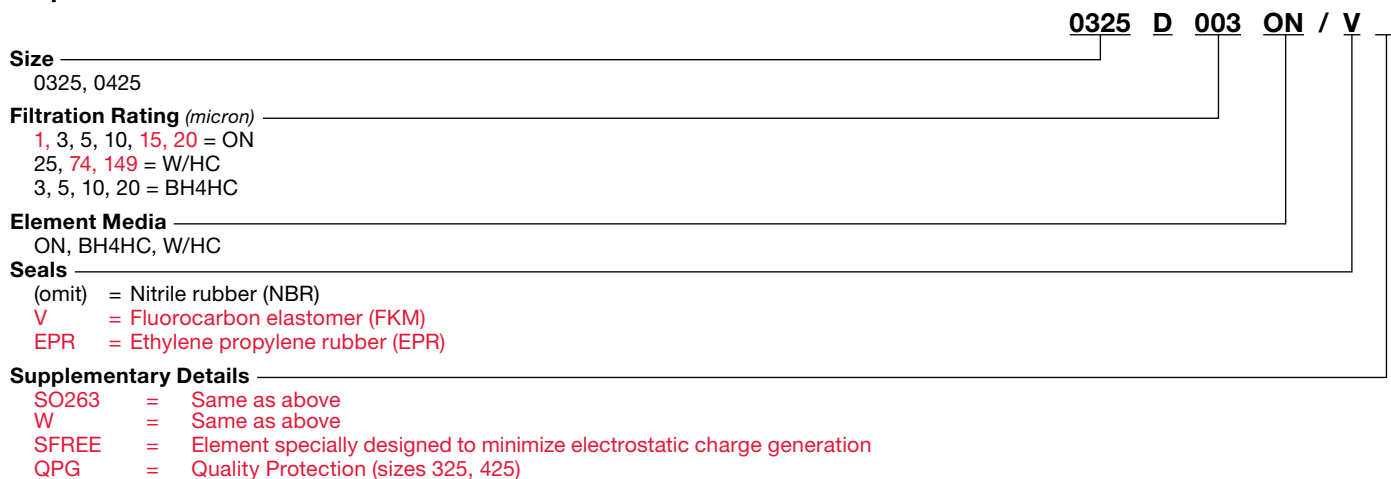 0325 D 003 ON / V
Size
0325, 0425
Filtration Rating (micron)
1, 3, 5, 10, 15, 20 = ON
25, 74, 149 = W/HC
3, 5, 10, 20 = BH4HC
Element Media
ON, BH4HC, W/HC
Seals
(omit) = Nitrile rubber (NBR)
V = Fluorocarbon elastomer (FKM)
EPR = Ethylene propylene rubber (EPR)
Supplementary Details
SO263 = Same as above
W = Same as above
SFREE = Element specially designed to minimize electrostatic charge generation
QPG = Quality Protection (sizes 325, 425)